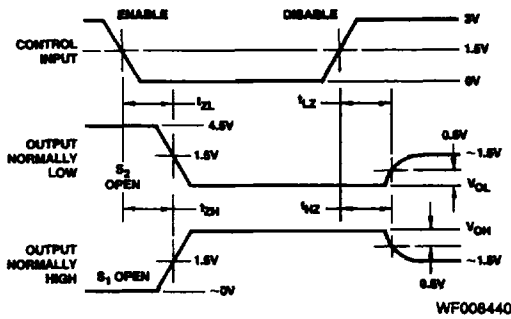 ENABLE
DISABLE
3V
CONTROL
INPUT
1.5V
0V
tZL
tLZ
4.5V
0.5V
OUTPUT
NORMALLY
LOW
1.5V
~1.5V
S2
OPEN
VOL
tZH
tHZ
VOH
OUTPUT
NORMALLY
HIGH
S1 OPEN
1.5V
~1.5V
~0V
0.5V
WF008440